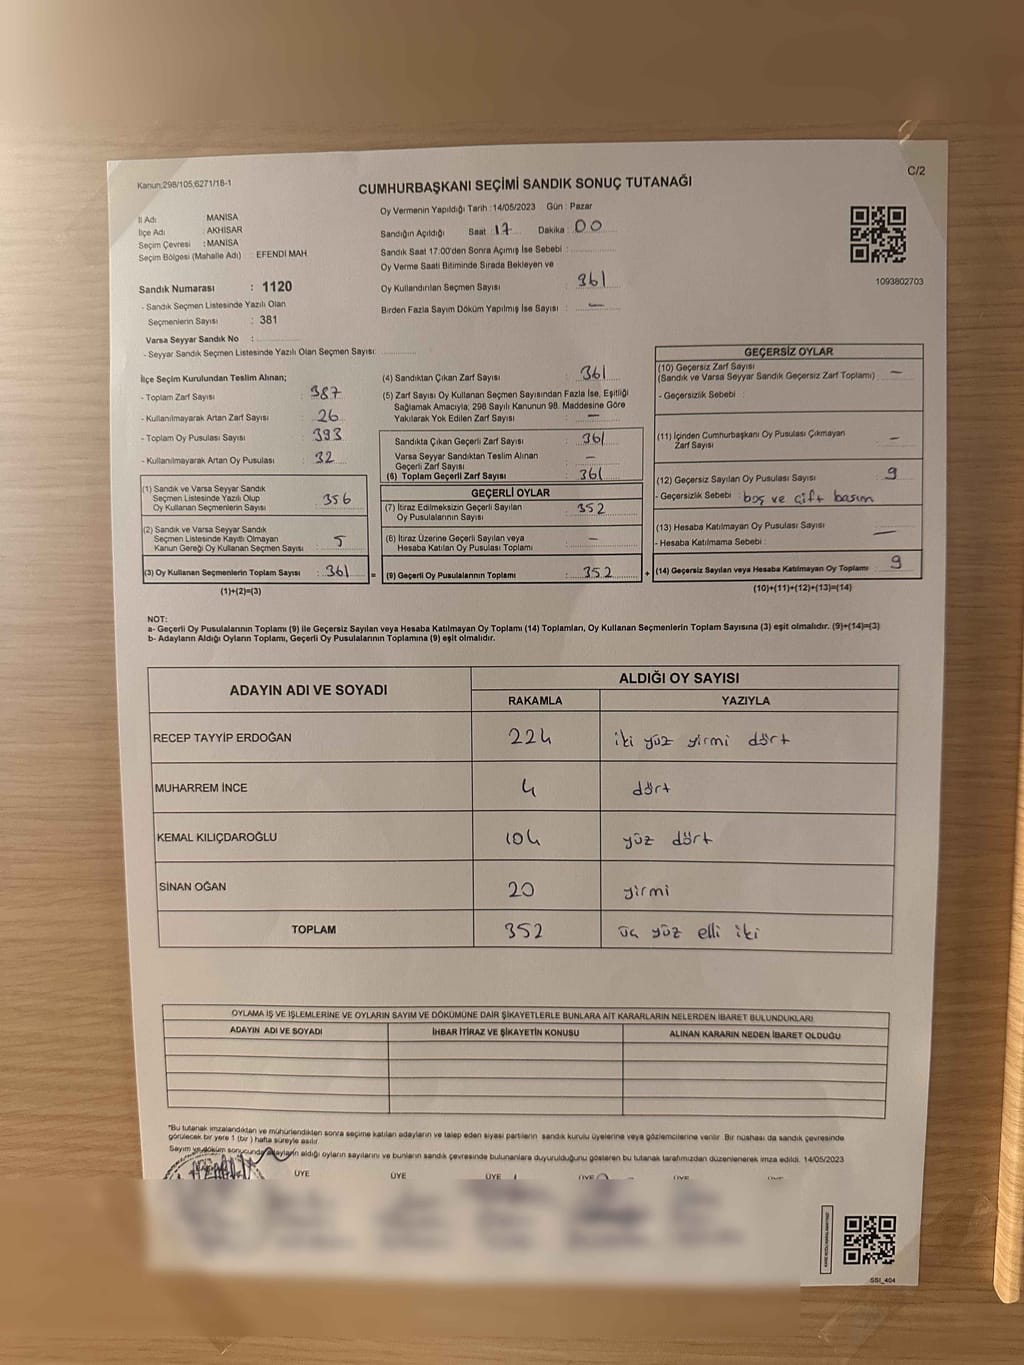 Kanun;298/105,6271/18-1
C/2
CUMHURBAŞKANI SEÇİMİ SANDIK SONUÇ TUTANAĞI
İl Adı : MANİSA
İlçe Adı : AKHİSAR
Seçim Çevresi : MANİSA
Seçim Bölgesi (Mahalle Adı) EFENDİ MAH.
Sandık Numarası : 1120
- Sandık Seçmen Listesinde Yazılı Olan
Seçmenlerin Sayısı : 381
Varsa Seyyar Sandık No :
- Seyyar Sandık Seçmen Listesinde Yazılı Olan Seçmen Sayısı:
Oy Vermenin Yapıldığı Tarih :14/05/2023 Gün : Pazar
Sandığın Açıldığı Saat 17 Dakika : 00
Sandık Saat 17.00'den Sonra Açımış İse Sebebi :
Oy Verme Saati Bitiminde Sırada Bekleyen ve
Oy Kullandırılan Seçmen Sayısı : 361
Birden Fazla Sayım Döküm Yapılmış İse Sayısı : —
1093802703
İlçe Seçim Kurulundan Teslim Alınan;
- Toplam Zarf Sayısı : 387
- Kullanılmayarak Artan Zarf Sayısı : 26
- Toplam Oy Pusulası Sayısı : 393
- Kullanılmayarak Artan Oy Pusulası : 32
(1) Sandık ve Varsa Seyyar Sandık
Seçmen Listesinde Yazılı Olup
Oy Kullanan Seçmenlerin Sayısı : 356
(2) Sandık ve Varsa Seyyar Sandık
Seçmen Listesinde Kayıtlı Olmayan
Kanun Gereği Oy Kullanan Seçmen Sayısı : 5
(3) Oy Kullanan Seçmenlerin Toplam Sayısı : 361
(1)+(2)=(3)
=
(4) Sandıktan Çıkan Zarf Sayısı : 361
(5) Zarf Sayısı Oy Kullanan Seçmen Sayısından Fazla İse, Eşitliği
Sağlamak Amacıyla; 298 Sayılı Kanunun 98. Maddesine Göre
Yakılarak Yok Edilen Zarf Sayısı : —
Sandıkta Çıkan Geçerli Zarf Sayısı : 361
Varsa Seyyar Sandıktan Teslim Alınan
Geçerli Zarf Sayısı : —
(6) Toplam Geçerli Zarf Sayısı : 361
GEÇERLİ OYLAR
(7) İtiraz Edilmeksizin Geçerli Sayılan
Oy Pusulalarının Sayısı : 352
(8) İtiraz Üzerine Geçerli Sayılan veya
Hesaba Katılan Oy Pusulası Toplamı : —
(9) Geçerli Oy Pusulalarının Toplamı : 352
+
GEÇERSİZ OYLAR
(10) Geçersiz Zarf Sayısı
(Sandık ve Varsa Seyyar Sandık Geçersiz Zarf Toplamı) : —
- Geçersizlik Sebebi :
(11) İçinden Cumhurbaşkanı Oy Pusulası Çıkmayan
Zarf Sayısı : —
(12) Geçersiz Sayılan Oy Pusulası Sayısı : 9
- Geçersizlik Sebebi : boş ve çift basım
(13) Hesaba Katılmayan Oy Pusulası Sayısı : —
- Hesaba Katılmama Sebebi :
(14) Geçersiz Sayılan veya Hesaba Katılmayan Oy Toplamı : 9
(10)+(11)+(12)+(13)=(14)
NOT:
a- Geçerli Oy Pusulalarının Toplamı (9) ile Geçersiz Sayılan veya Hesaba Katılmayan Oy Toplamı (14) Toplamları, Oy Kullanan Seçmenlerin Toplam Sayısına (3) eşit olmalıdır. (9)+(14)=(3)
b- Adayların Aldığı Oyların Toplamı, Geçerli Oy Pusulalarının Toplamına (9) eşit olmalıdır.
ADAYIN ADI VE SOYADI
ALDIĞI OY SAYISI
RAKAMLA YAZIYLA
RECEP TAYYİP ERDOĞAN 224 iki yüz yirmi dört
MUHARREM İNCE 4 dört
KEMAL KILIÇDAROĞLU 104 yüz dört
SİNAN OĞAN 20 yirmi
TOPLAM 352 üç yüz elli iki
OYLAMA İŞ VE İŞLEMLERİNE VE OYLARIN SAYIM VE DÖKÜMÜNE DAİR ŞİKAYETLERLE BUNLARA AİT KARARLARIN NELERDEN İBARET BULUNDUKLARI
ADAYIN ADI VE SOYADI İHBAR İTİRAZ VE ŞİKAYETİN KONUSU ALINAN KARARIN NEDEN İBARET OLDUĞU
*Bu tutanak imzalandıktan ve mühürlendikten sonra seçime katılan adayların ve talep eden siyasi partilerin sandık kurulu üyelerine veya gözlemcilerine verilir. Bir nüshası da sandık çevresinde
görülecek bir yere 1 (bir ) hafta süreyle asılır.
Sayım ve döküm sonucunda adayların aldığı oyların sayılarını ve bunların sandık çevresinde bulunanlara duyurulduğunu gösteren bu tutanak tarafımızdan düzenlenerek imza edildi. 14/05/2023
ÜYE ÜYE ÜYE ÜYE ÜYE
SSI_404